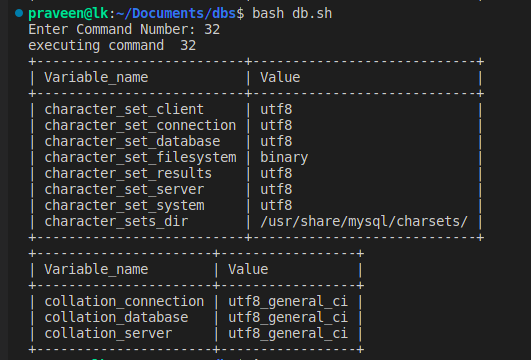 praveen@lk:~/Documents/dbs$ bash db.sh
Enter Command Number: 32
executing command  32
+--------------------------+----------------------------+
| Variable_name            | Value                      |
+--------------------------+----------------------------+
| character_set_client     | utf8                       |
| character_set_connection | utf8                       |
| character_set_database   | utf8                       |
| character_set_filesystem | binary                     |
| character_set_results    | utf8                       |
| character_set_server     | utf8                       |
| character_set_system     | utf8                       |
| character_sets_dir       | /usr/share/mysql/charsets/ |
+--------------------------+----------------------------+
+----------------------+-----------------+
| Variable_name        | Value           |
+----------------------+-----------------+
| collation_connection | utf8_general_ci |
| collation_database   | utf8_general_ci |
| collation_server     | utf8_general_ci |